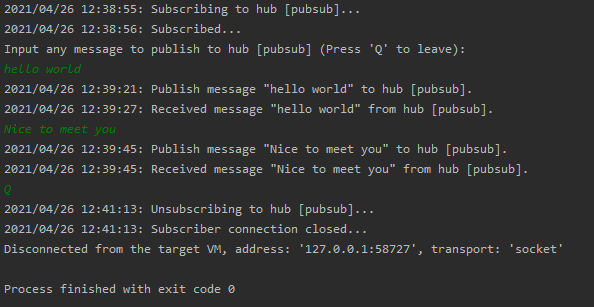 2021/04/26 12:38:55: Subscribing to hub [pubsub]...
2021/04/26 12:38:56: Subscribed...
Input any message to publish to hub [pubsub] (Press 'Q' to leave):
hello world
2021/04/26 12:39:21: Publish message "hello world" to hub [pubsub].
2021/04/26 12:39:27: Received message "hello world" from hub [pubsub].
Nice to meet you
2021/04/26 12:39:45: Publish message "Nice to meet you" to hub [pubsub].
2021/04/26 12:39:45: Received message "Nice to meet you" from hub [pubsub].
Q
2021/04/26 12:41:13: Unsubscribing to hub [pubsub]...
2021/04/26 12:41:13: Subscriber connection closed...
Disconnected from the target VM, address: '127.0.0.1:58727', transport: 'socket'
Process finished with exit code 0